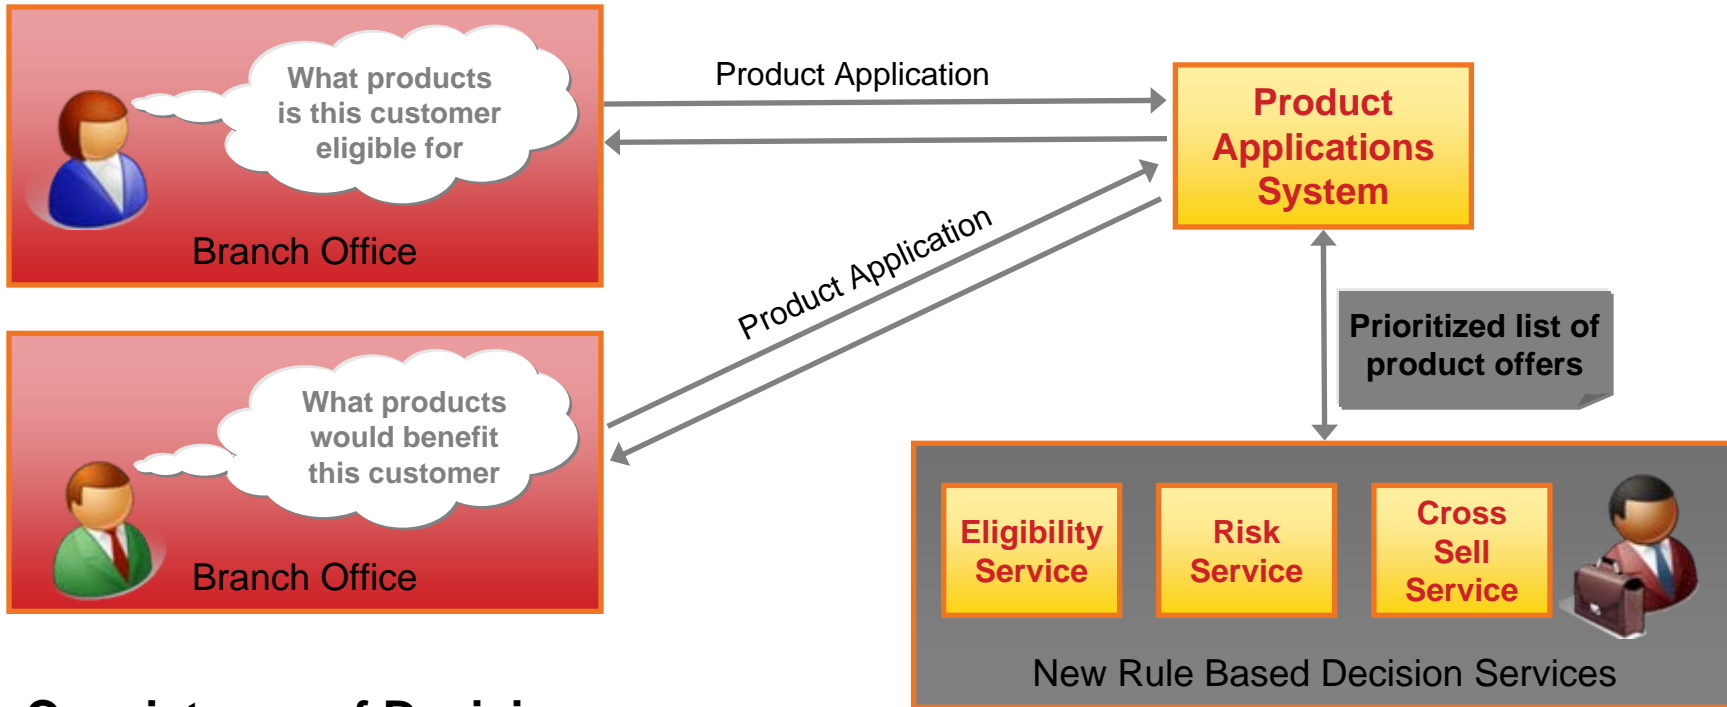 What products
is this customer
eligible for
Branch Office
Product Application
Product
Applications
System
Product Application
Prioritized list of
product offers
What products
would benefit
this customer
Branch Office
Eligibility
Service
Risk
Service
Cross
Sell
Service
New Rule Based Decision Services